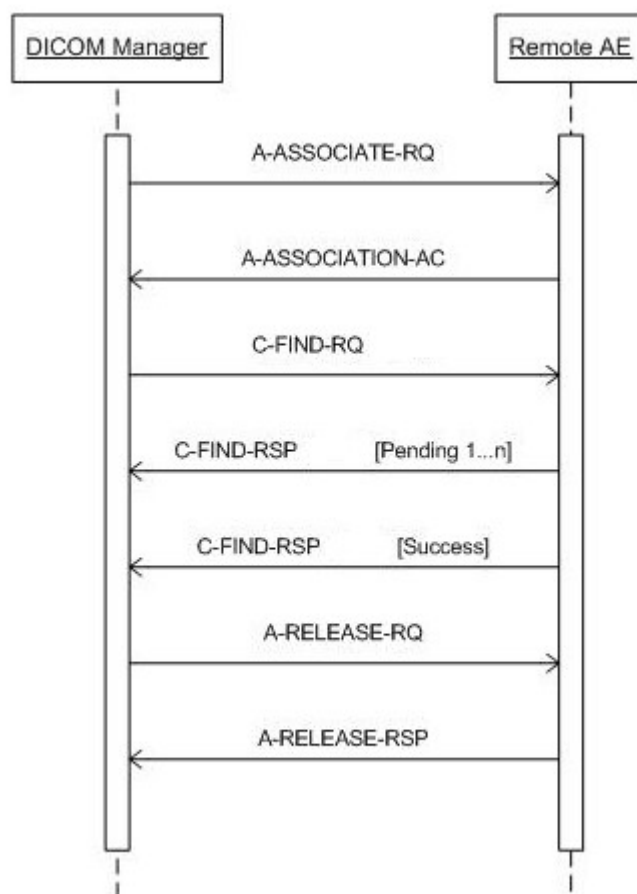 DICOM Manager
Remote AE
A-ASSOCIATE-RQ
A-ASSOCIATION-AC
C-FIND-RQ
C-FIND-RSP [Pending 1...n]
C-FIND-RSP [Success]
A-RELEASE-RQ
A-RELEASE-RSP